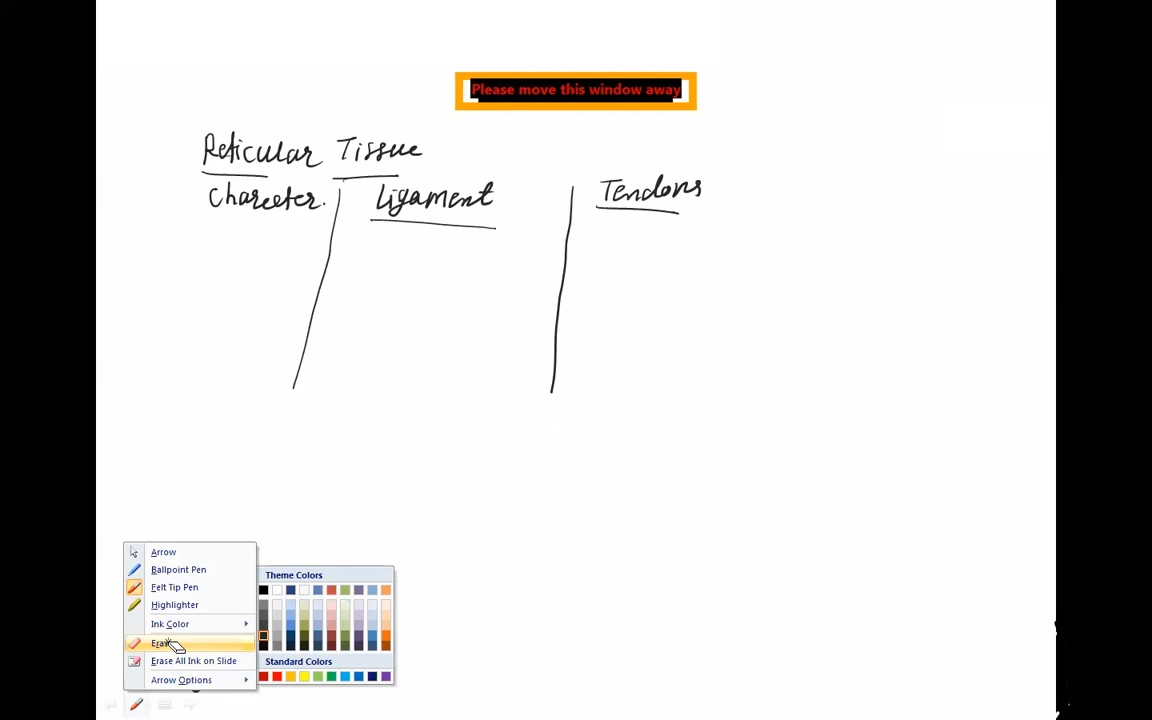 Please move this window away
Reticular Tissue
Charecter. Ligament Tendons
Arrow
Ballpoint Pen
Felt Tip Pen
Highlighter
Ink Color
Erase All Ink on Slide
Arrow Options
Theme Colors
Standard Colors